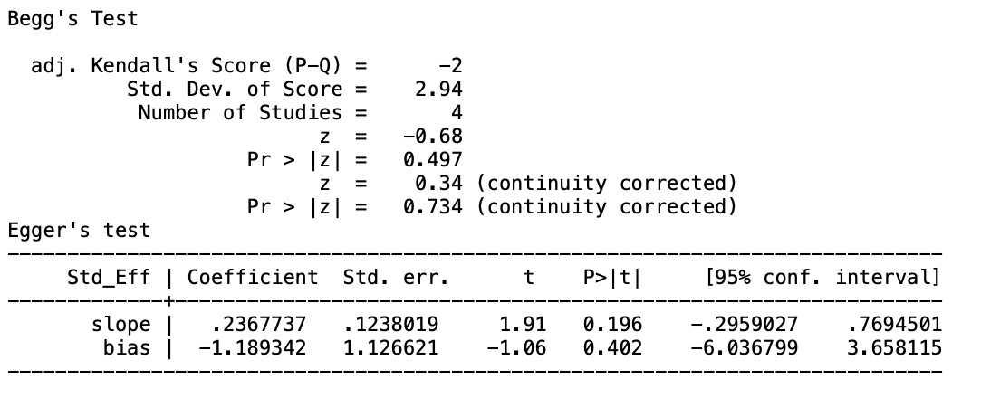 Begg's Test
adj. Kendall's Score (P-Q) = -2
Std. Dev. of Score = 2.94
Number of Studies = 4
z = -0.68
Pr > |z| = 0.497
z = 0.34 (continuity corrected)
Pr > |z| = 0.734 (continuity corrected)
Egger's test
Std_Eff | Coefficient Std. err. t P>|t| [95% conf. interval]
slope | .2367737 .1238019 1.91 0.196 -.2959027 .7694501
bias | -1.189342 1.126621 -1.06 0.402 -6.036799 3.658115